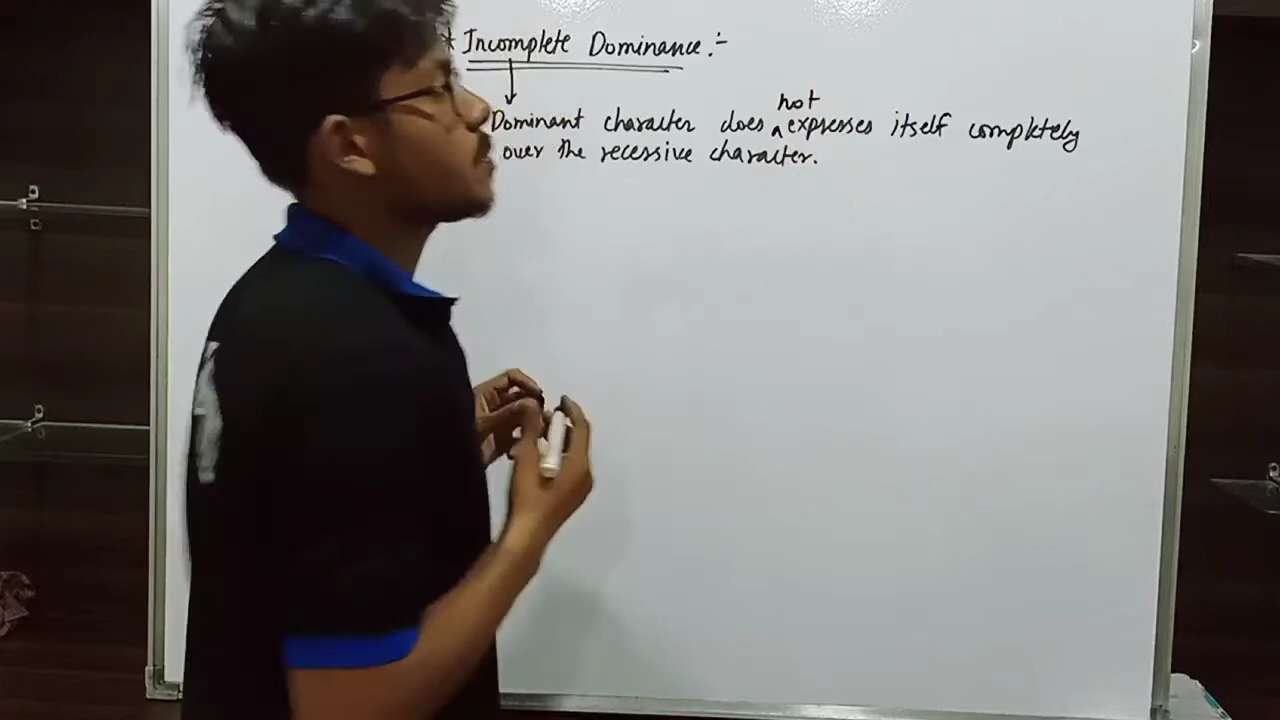 * Incomplete Dominance :-
not
Dominant character does ^ expresses itself completely
over the recessive character.